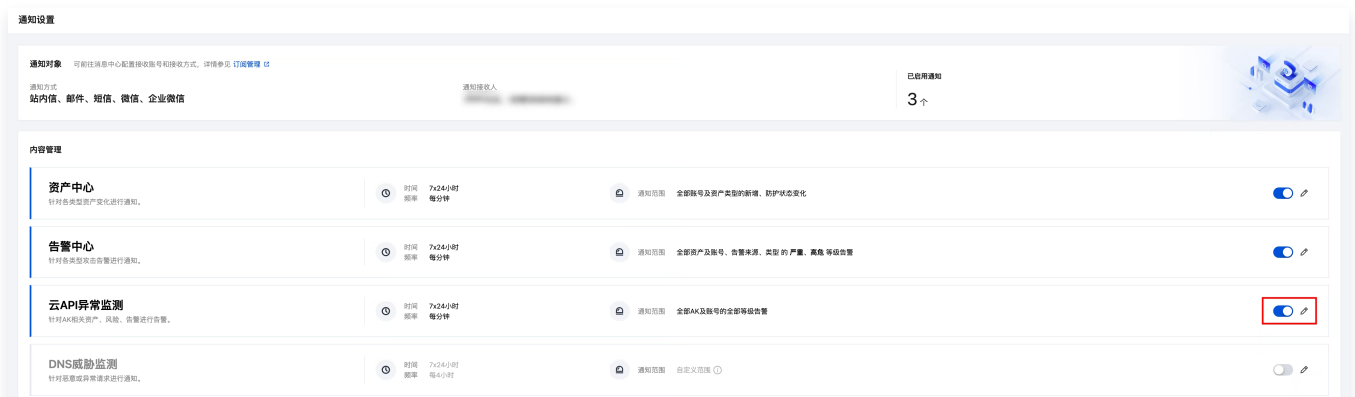 通知设置
通知对象 可前往消息中心配置接收账号和接收方式，详情参见 订阅管理
通知方式
站内信、邮件、短信、微信、企业微信
通知接收人
已启用通知
3个
内容管理
资产中心
针对各类型资产变化进行通知。
时间 7x24小时
频率 每分钟
通知范围 全部账号及资产类型的新增、防护状态变化
告警中心
针对各类型攻击告警进行通知。
时间 7x24小时
频率 每分钟
通知范围 全部资产及账号、告警来源、类型 的 严重、高危 等级告警
云API异常监测
针对AK相关资产、风险、告警进行告警。
时间 7x24小时
频率 每分钟
通知范围 全部AK及账号的全部等级告警
DNS威胁监测
针对恶意或异常请求进行通知。
时间 7x24小时
频率 每4小时
通知范围 自定义范围